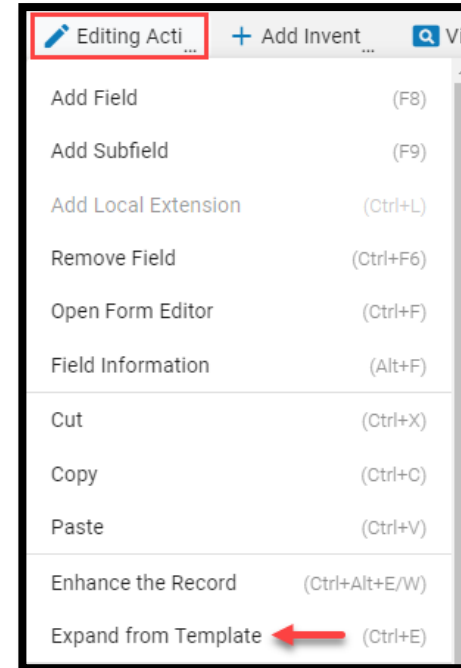 Editing Acti... + Add Invent... Vi
Add Field (F8)
Add Subfield (F9)
Add Local Extension (Ctrl+L)
Remove Field (Ctrl+F6)
Open Form Editor (Ctrl+F)
Field Information (Alt+F)
Cut (Ctrl+X)
Copy (Ctrl+C)
Paste (Ctrl+V)
Enhance the Record (Ctrl+Alt+E/W)
Expand from Template (Ctrl+E)